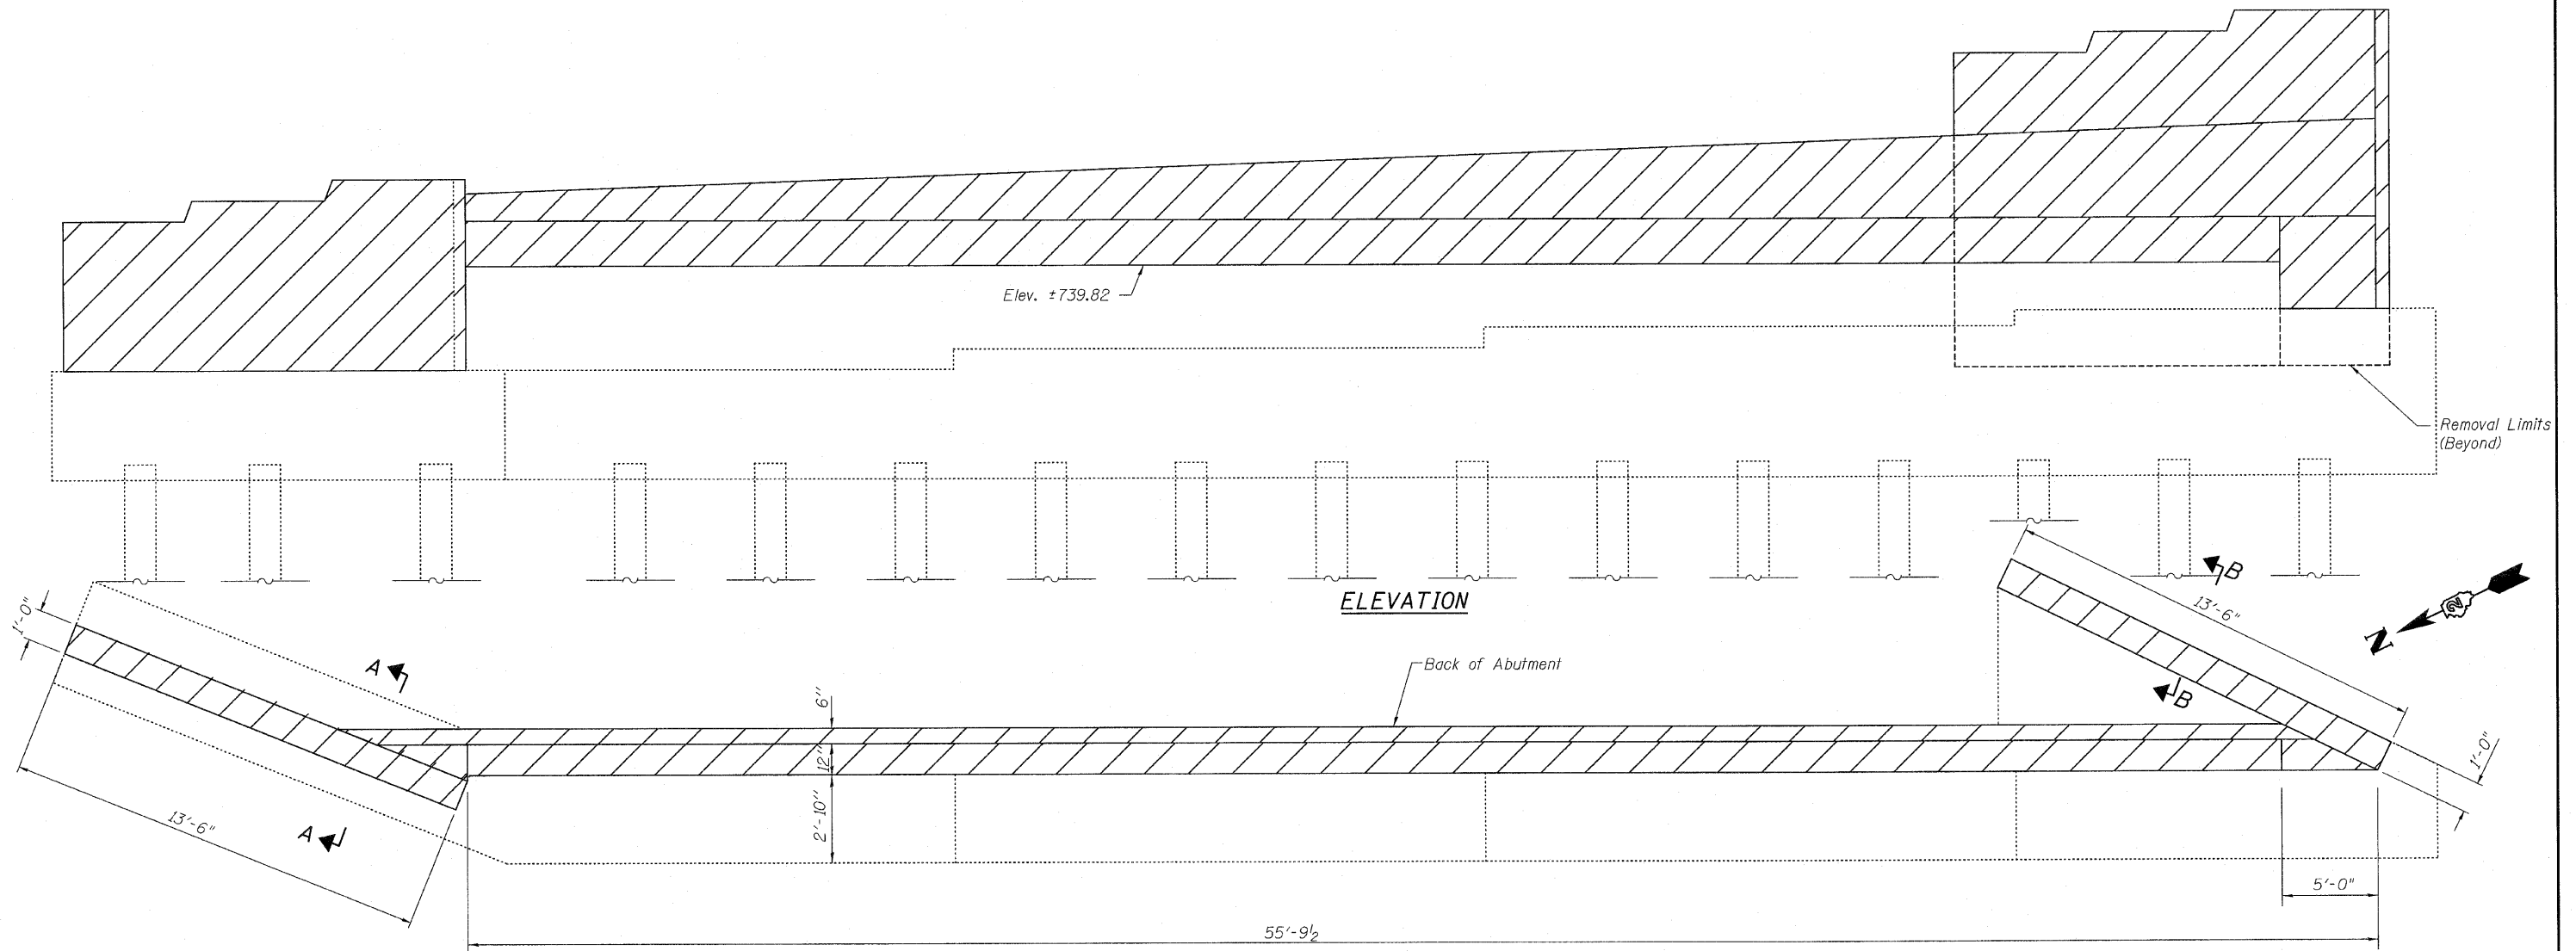 Elev. ±739.82
Removal Limits
(Beyond)
ELEVATION
1'-0"
13'-6"
A
A
Back of Abutment
6"
12"
2'-10"
B
B
13'-6"
1'-0"
N
2
5'-0"
55'-9½